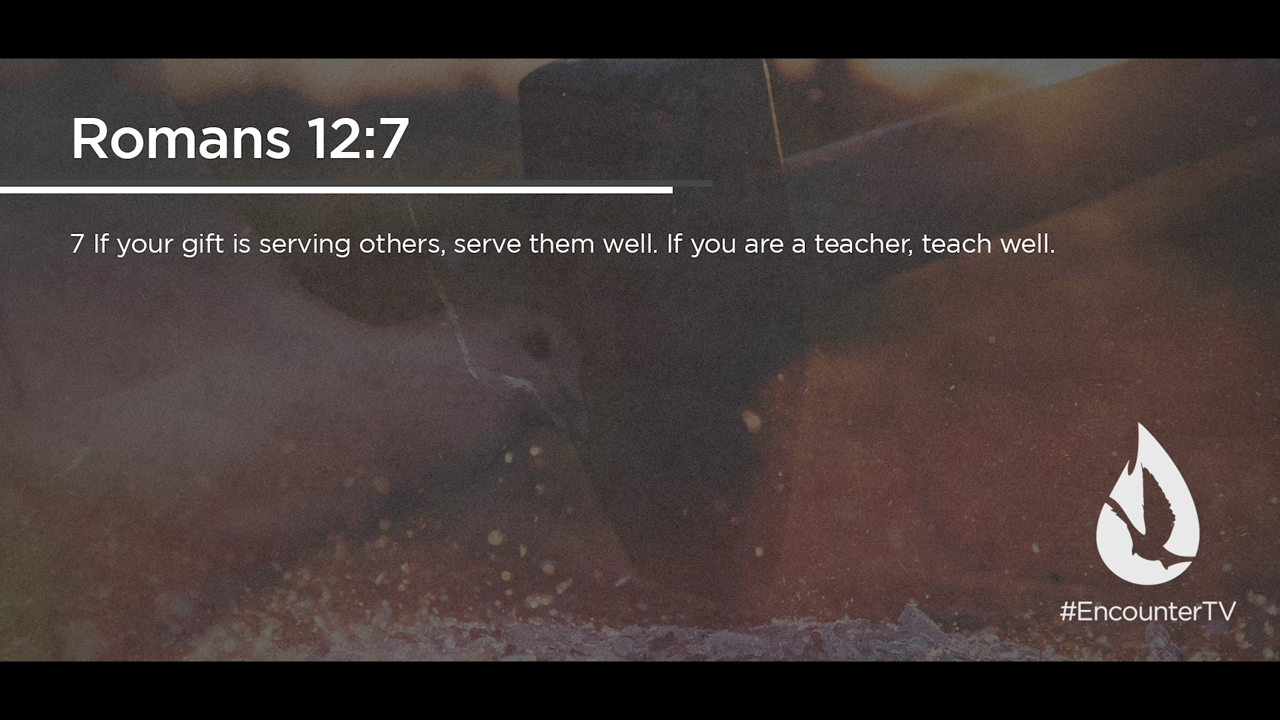 Romans 12:7
7 If your gift is serving others, serve them well. If you are a teacher, teach well.
#EncounterTV